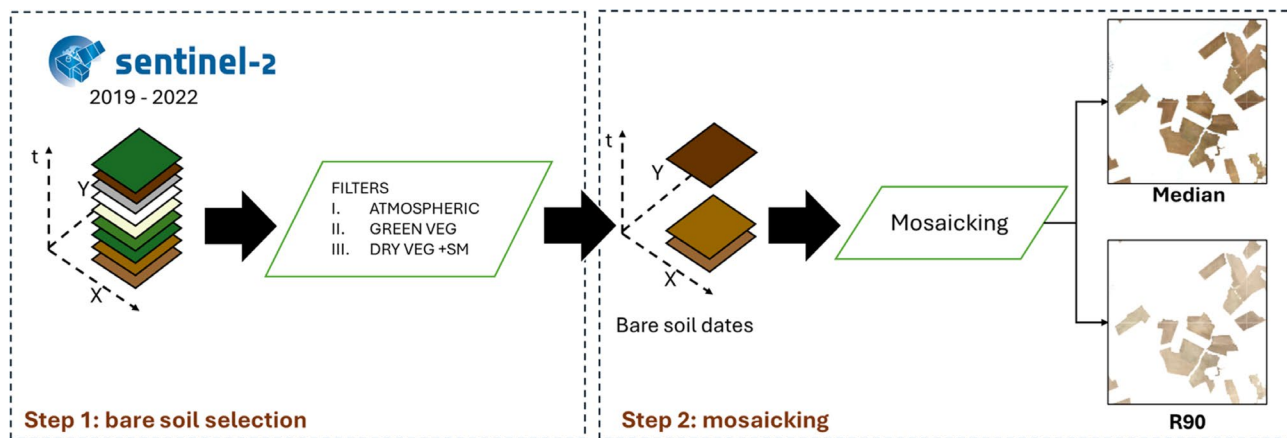 sentinel-2
2019 - 2022
t
Y
X
FILTERS
I. ATMOSPHERIC
II. GREEN VEG
III. DRY VEG +SM
Step 1: bare soil selection
t
Y
X
Bare soil dates
Mosaicking
Median
R90
Step 2: mosaicking